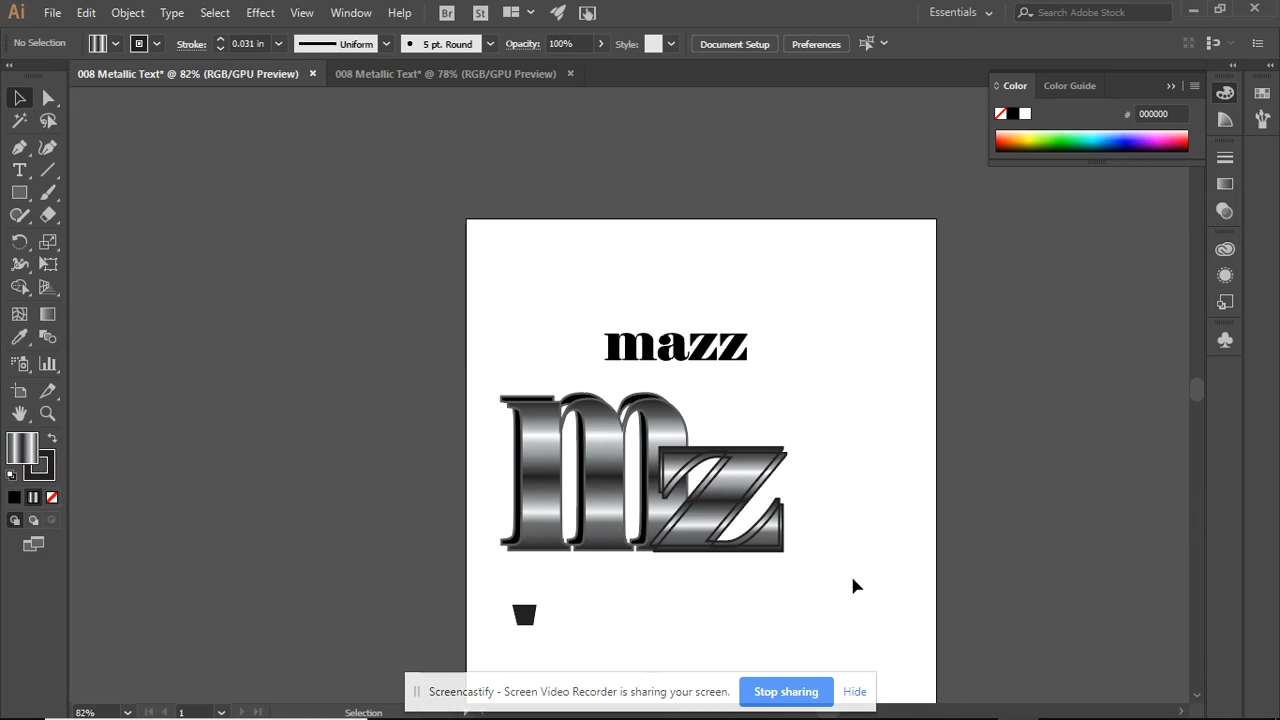 Ai File Edit Object Type Select Effect View Window Help Br St Essentials Search Adobe Stock
No Selection Stroke: 0.031 in Uniform 5 pt. Round Opacity: 100% Style: Document Setup Preferences
008 Metallic Text* @ 82% (RGB/GPU Preview) 008 Metallic Text* @ 78% (RGB/GPU Preview)
Color Color Guide
# 000000
mazz
m z
Screencastify - Screen Video Recorder is sharing your screen. Stop sharing Hide
82% 1 Selection